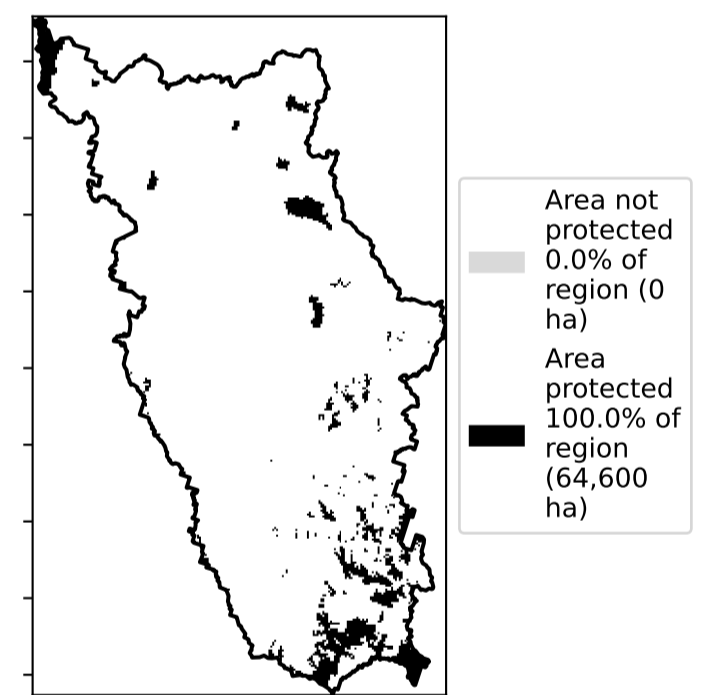 Area not
protected
0.0% of
region (0
ha)
Area
protected
100.0% of
region
(64,600
ha)